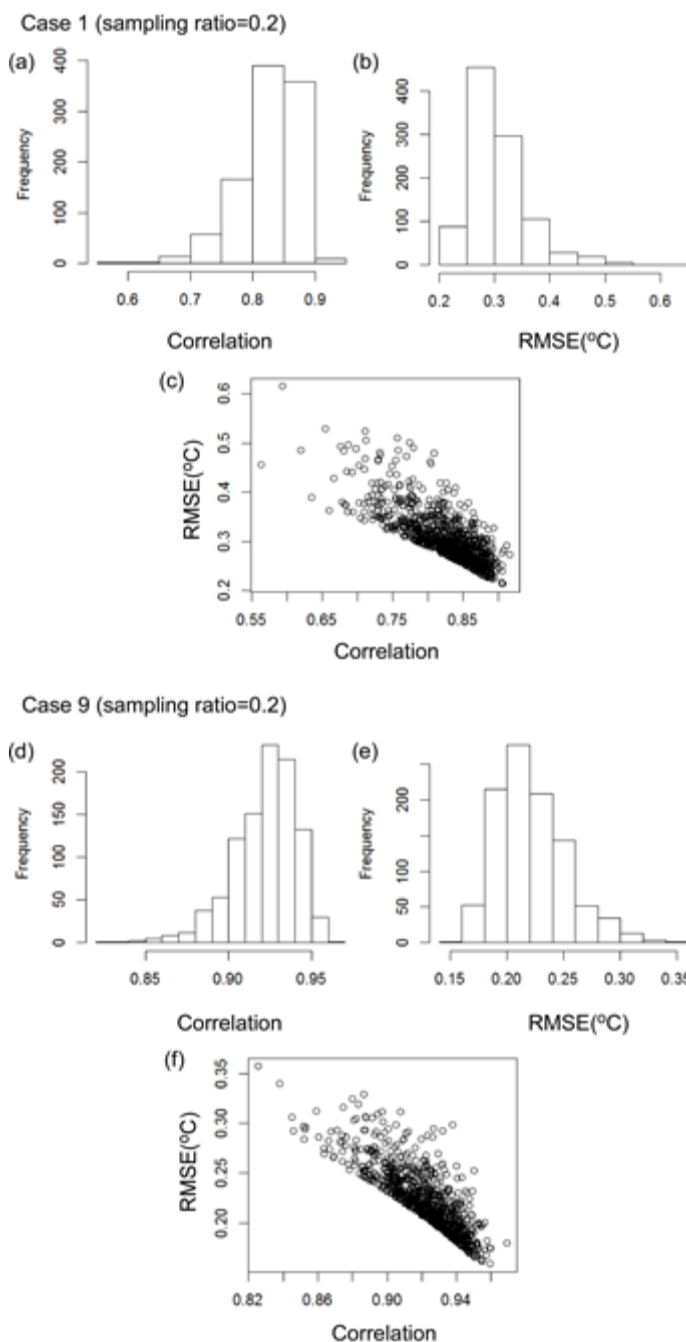 Case 1 (sampling ratio=0.2)
(a)
Frequency
0 100 200 300 400
0.6 0.7 0.8 0.9
Correlation
(b)
Frequency
0 100 200 300 400
0.2 0.3 0.4 0.5 0.6
RMSE(ºC)
(c)
RMSE(ºC)
0.2 0.3 0.4 0.5 0.6
0.55 0.65 0.75 0.85
Correlation
Case 9 (sampling ratio=0.2)
(d)
Frequency
0 50 100 150 200
0.85 0.90 0.95
Correlation
(e)
Frequency
0 50 100 200
0.15 0.20 0.25 0.30 0.35
RMSE(ºC)
(f)
RMSE(ºC)
0.20 0.25 0.30 0.35
0.82 0.86 0.90 0.94
Correlation